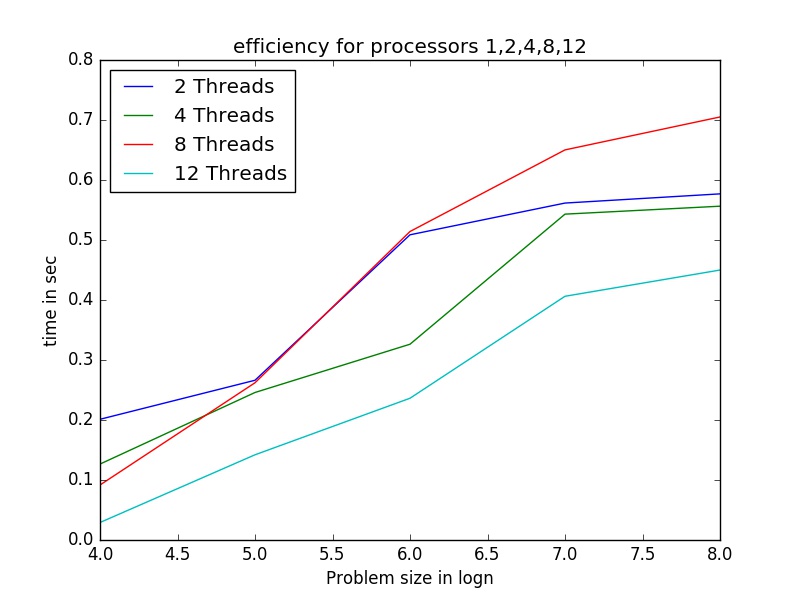 efficiency for processors 1,2,4,8,12
2 Threads
4 Threads
8 Threads
12 Threads
time in sec
0.8
0.7
0.6
0.5
0.4
0.3
0.2
0.1
0.0
4.0 4.5 5.0 5.5 6.0 6.5 7.0 7.5 8.0
Problem size in logn